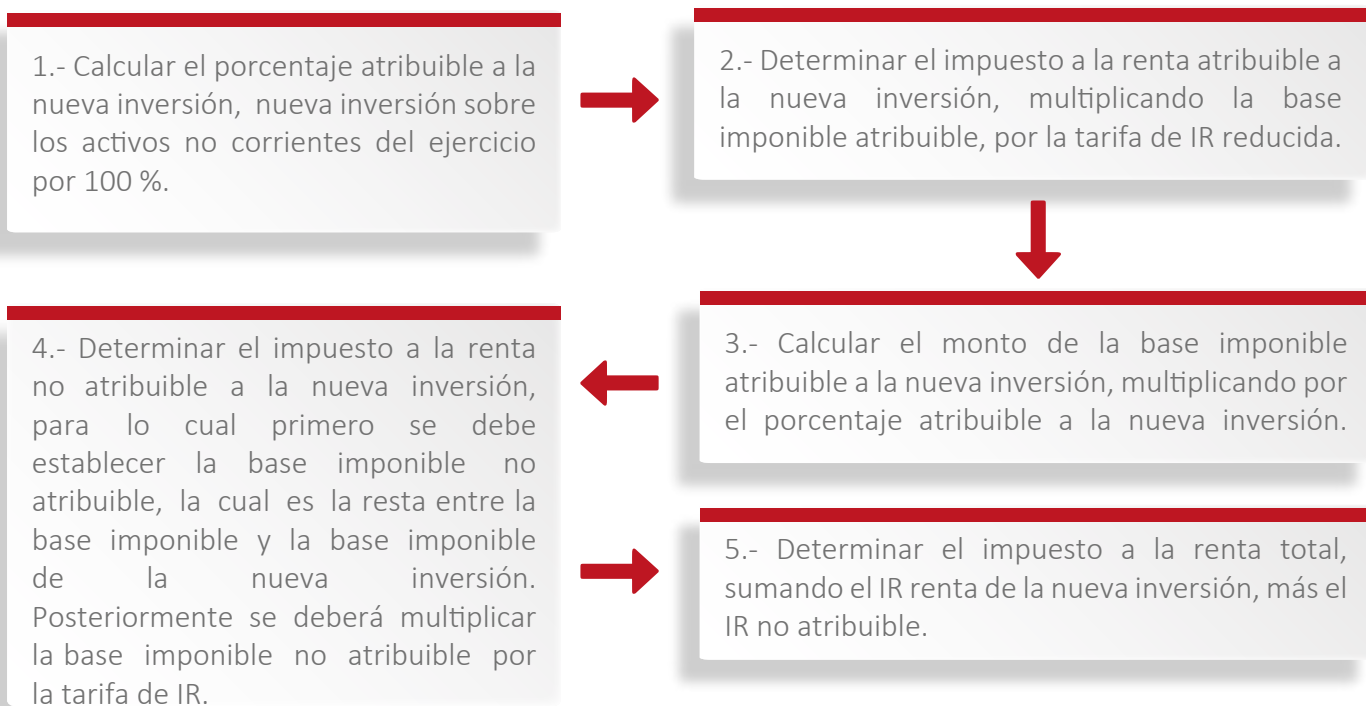 1.- Calcular el porcentaje atribuible a la
nueva inversión, nueva inversión sobre
los activos no corrientes del ejercicio
por 100 %.
2.- Determinar el impuesto a la renta atribuible a
la nueva inversión, multiplicando la base
imponible atribuible, por la tarifa de IR reducida.
3.- Calcular el monto de la base imponible
atribuible a la nueva inversión, multiplicando por
el porcentaje atribuible a la nueva inversión.
4.- Determinar el impuesto a la renta
no atribuible a la nueva inversión,
para lo cual primero se debe
establecer la base imponible no
atribuible, la cual es la resta entre la
base imponible y la base imponible
de la nueva inversión.
Posteriormente se deberá multiplicar
la base imponible no atribuible por
la tarifa de IR.
5.- Determinar el impuesto a la renta total,
sumando el IR renta de la nueva inversión, más el
IR no atribuible.